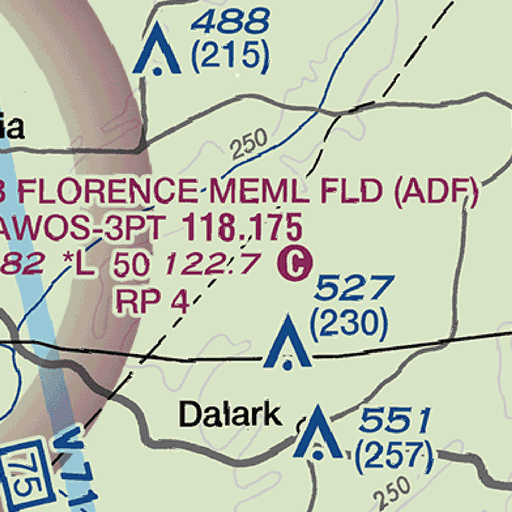 488
(215)
ia
250
B FLORENCE MEML FLD (ADF)
AWOS-3PT 118.175
82 *L 50 122.7 C
RP 4
527
(230)
Dalark
551
(257)
V71
75
250